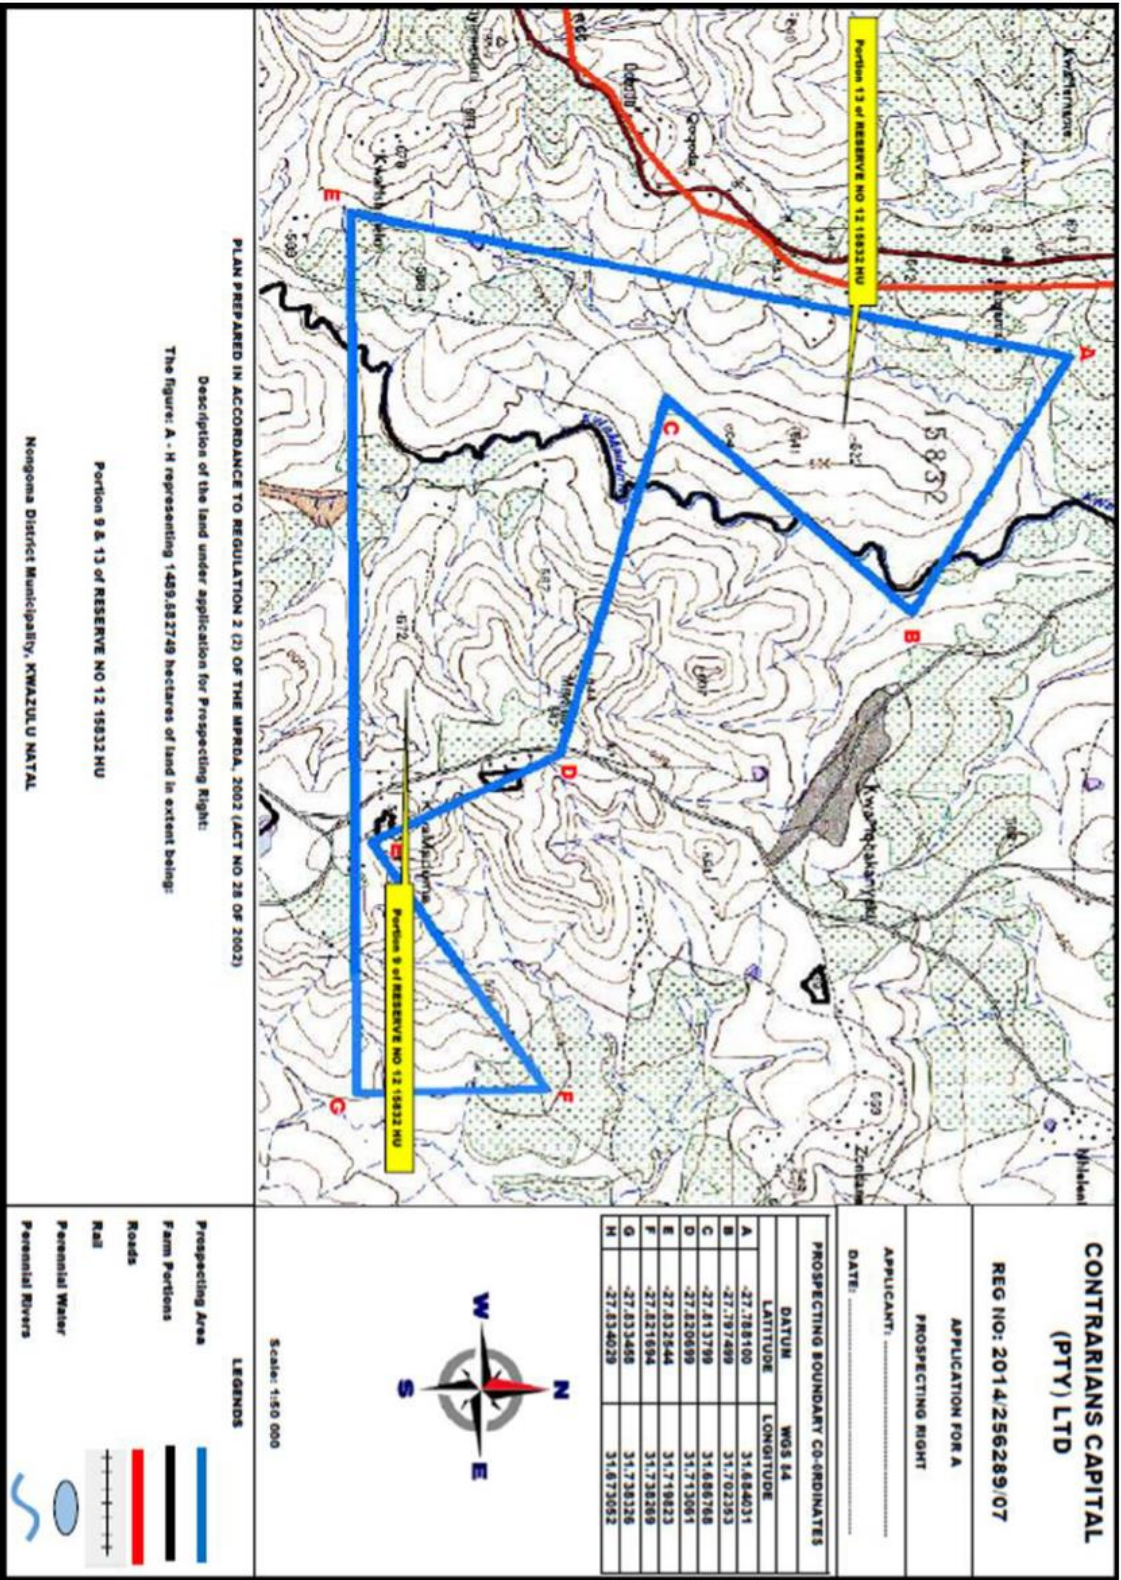 CONTRARIANS CAPITAL
(PTY) LTD
REG NO: 2014/256289/07
APPLICATION FOR A
PROSPECTING RIGHT
APPLICANT:
DATE:
PROSPECTING BOUNDARY CO-ORDINATES
DATUM WGS 84
LATITUDE LONGITUDE
A -27.788100 31.684031
B -27.797499 31.702353
C -27.813799 31.686768
D -27.820699 31.713061
E -27.832544 31.719823
F -27.821694 31.738269
G -27.833468 31.738326
H -27.834029 31.673052
N
W E
S
Scale: 1:50 000
LEGENDS
Prospecting Area
Farm Portions
Roads
Rail
Perennial Water
Perennial Rivers
Portion 13 of RESERVE NO 12 15832 HU
A
15832
B
C
D
E
E
F
G
Portion 9 of RESERVE NO 12 15832 HU
Qoqoda
672
PLAN PREPARED IN ACCORDANCE TO REGULATION 2 (2) OF THE MPRDA, 2002 (ACT NO 28 OF 2002)
Description of the land under application for Prospecting Right:
The figure: A - H representing 1489.682749 hectares of land in extent being:
Portion 9 & 13 of RESERVE NO 12 15832 HU
Nongoma District Municipality, KWAZULU NATAL